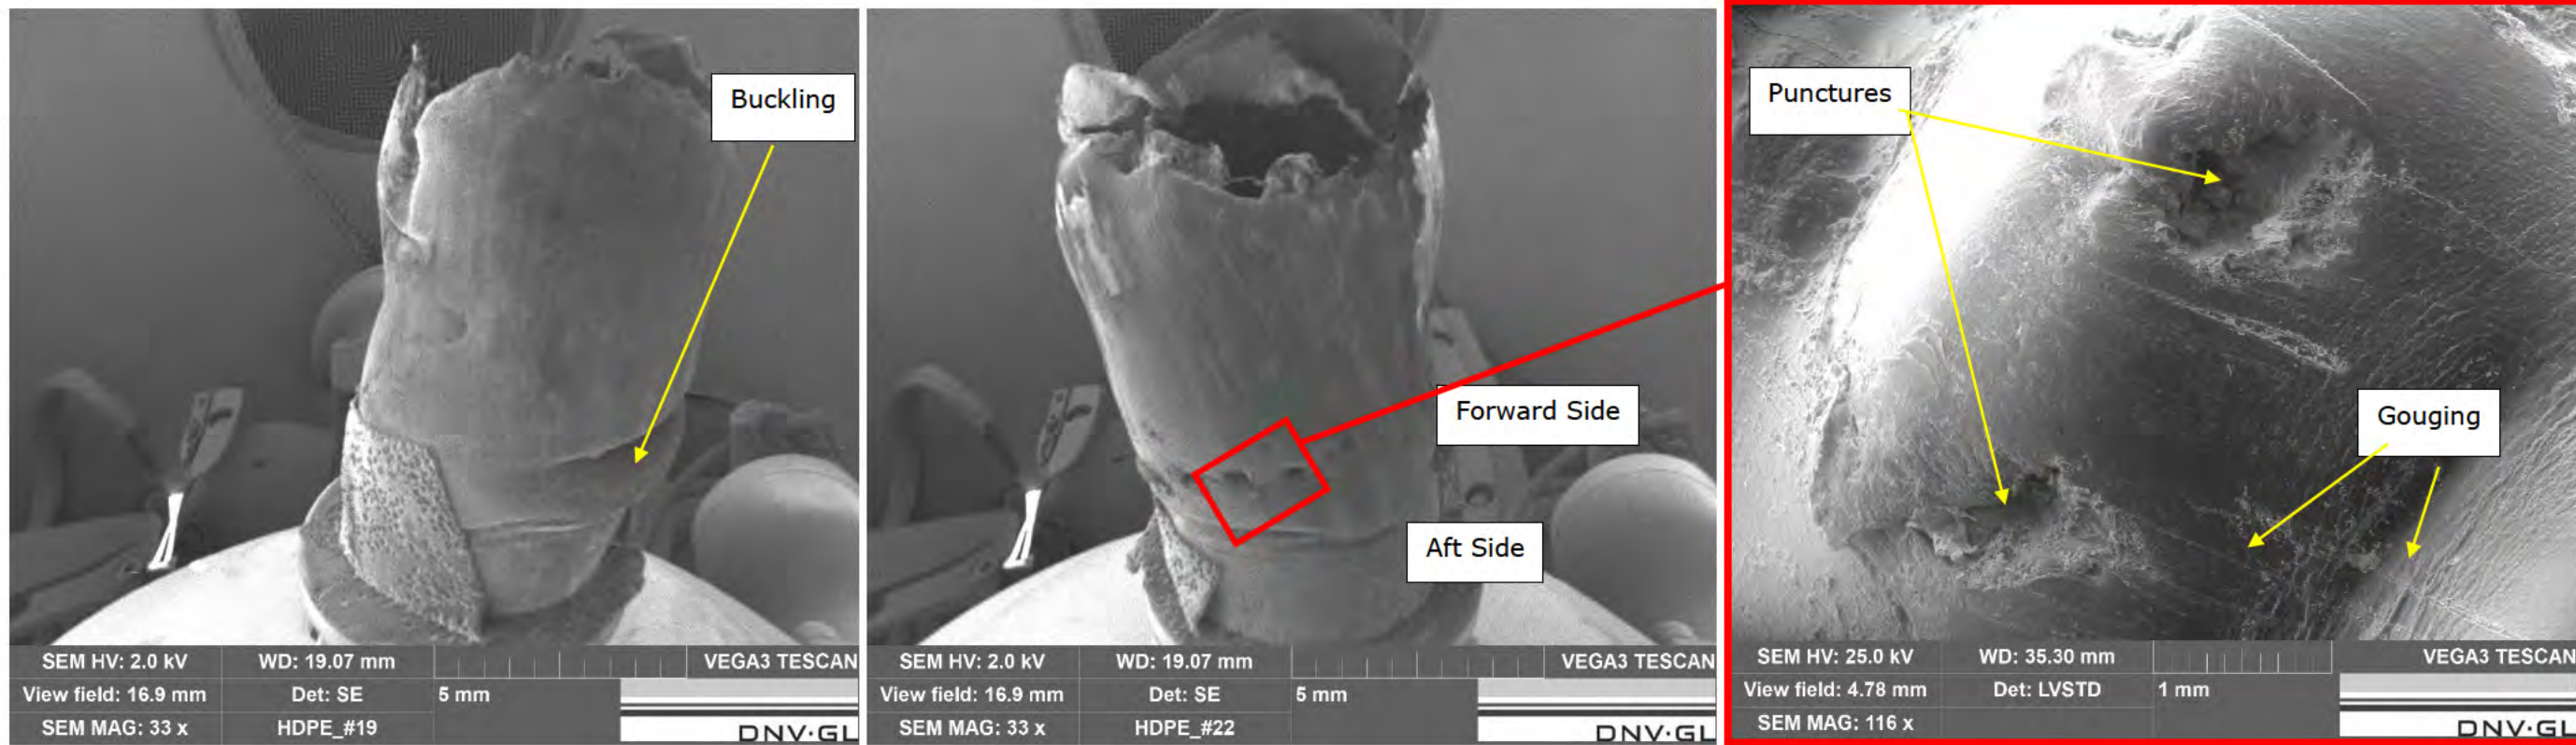 Buckling
SEM HV: 2.0 kV WD: 19.07 mm VEGA3 TESCAN
View field: 16.9 mm Det: SE 5 mm
SEM MAG: 33 x HDPE_#19 DNV·GL
Forward Side
Aft Side
SEM HV: 2.0 kV WD: 19.07 mm VEGA3 TESCAN
View field: 16.9 mm Det: SE 5 mm
SEM MAG: 33 x HDPE_#22 DNV·GL
Punctures
Gouging
SEM HV: 25.0 kV WD: 35.30 mm VEGA3 TESCAN
View field: 4.78 mm Det: LVSTD 1 mm
SEM MAG: 116 x DNV·GL